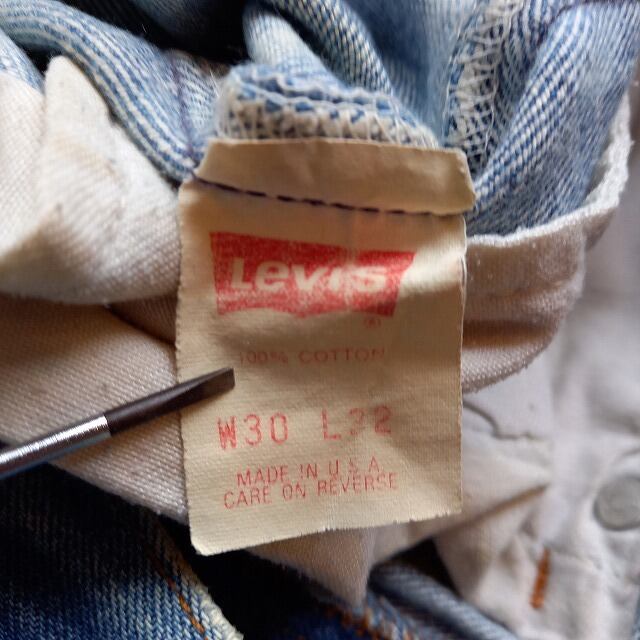 Levi's
®
100% COTTON
W30 L32
MADE IN U.S.A.
CARE ON REVERSE